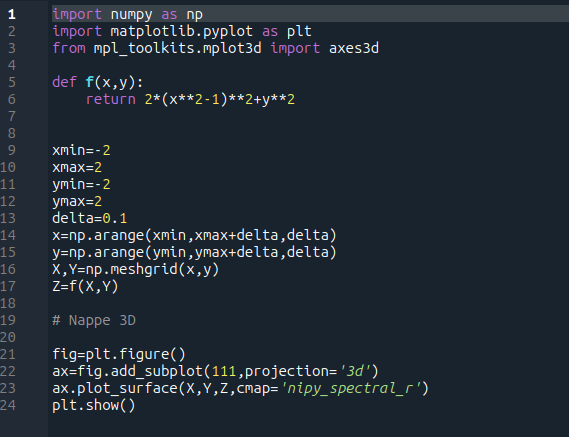 1 import numpy as np
2 import matplotlib.pyplot as plt
3 from mpl_toolkits.mplot3d import axes3d
4
5 def f(x,y):
6     return 2*(x**2-1)**2+y**2
7
8
9 xmin=-2
10 xmax=2
11 ymin=-2
12 ymax=2
13 delta=0.1
14 x=np.arange(xmin,xmax+delta,delta)
15 y=np.arange(ymin,ymax+delta,delta)
16 X,Y=np.meshgrid(x,y)
17 Z=f(X,Y)
18
19 # Nappe 3D
20
21 fig=plt.figure()
22 ax=fig.add_subplot(111,projection='3d')
23 ax.plot_surface(X,Y,Z,cmap='nipy_spectral_r')
24 plt.show()